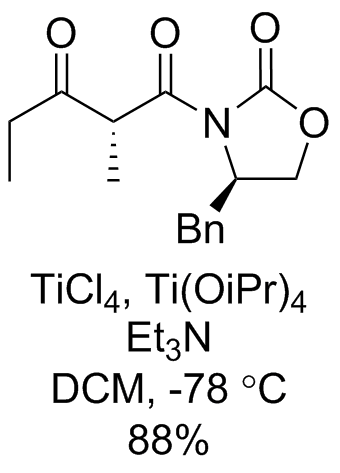 O O O
N O
Bn
TiCl₄, Ti(OiPr)₄
Et₃N
DCM, -78 °C
88%